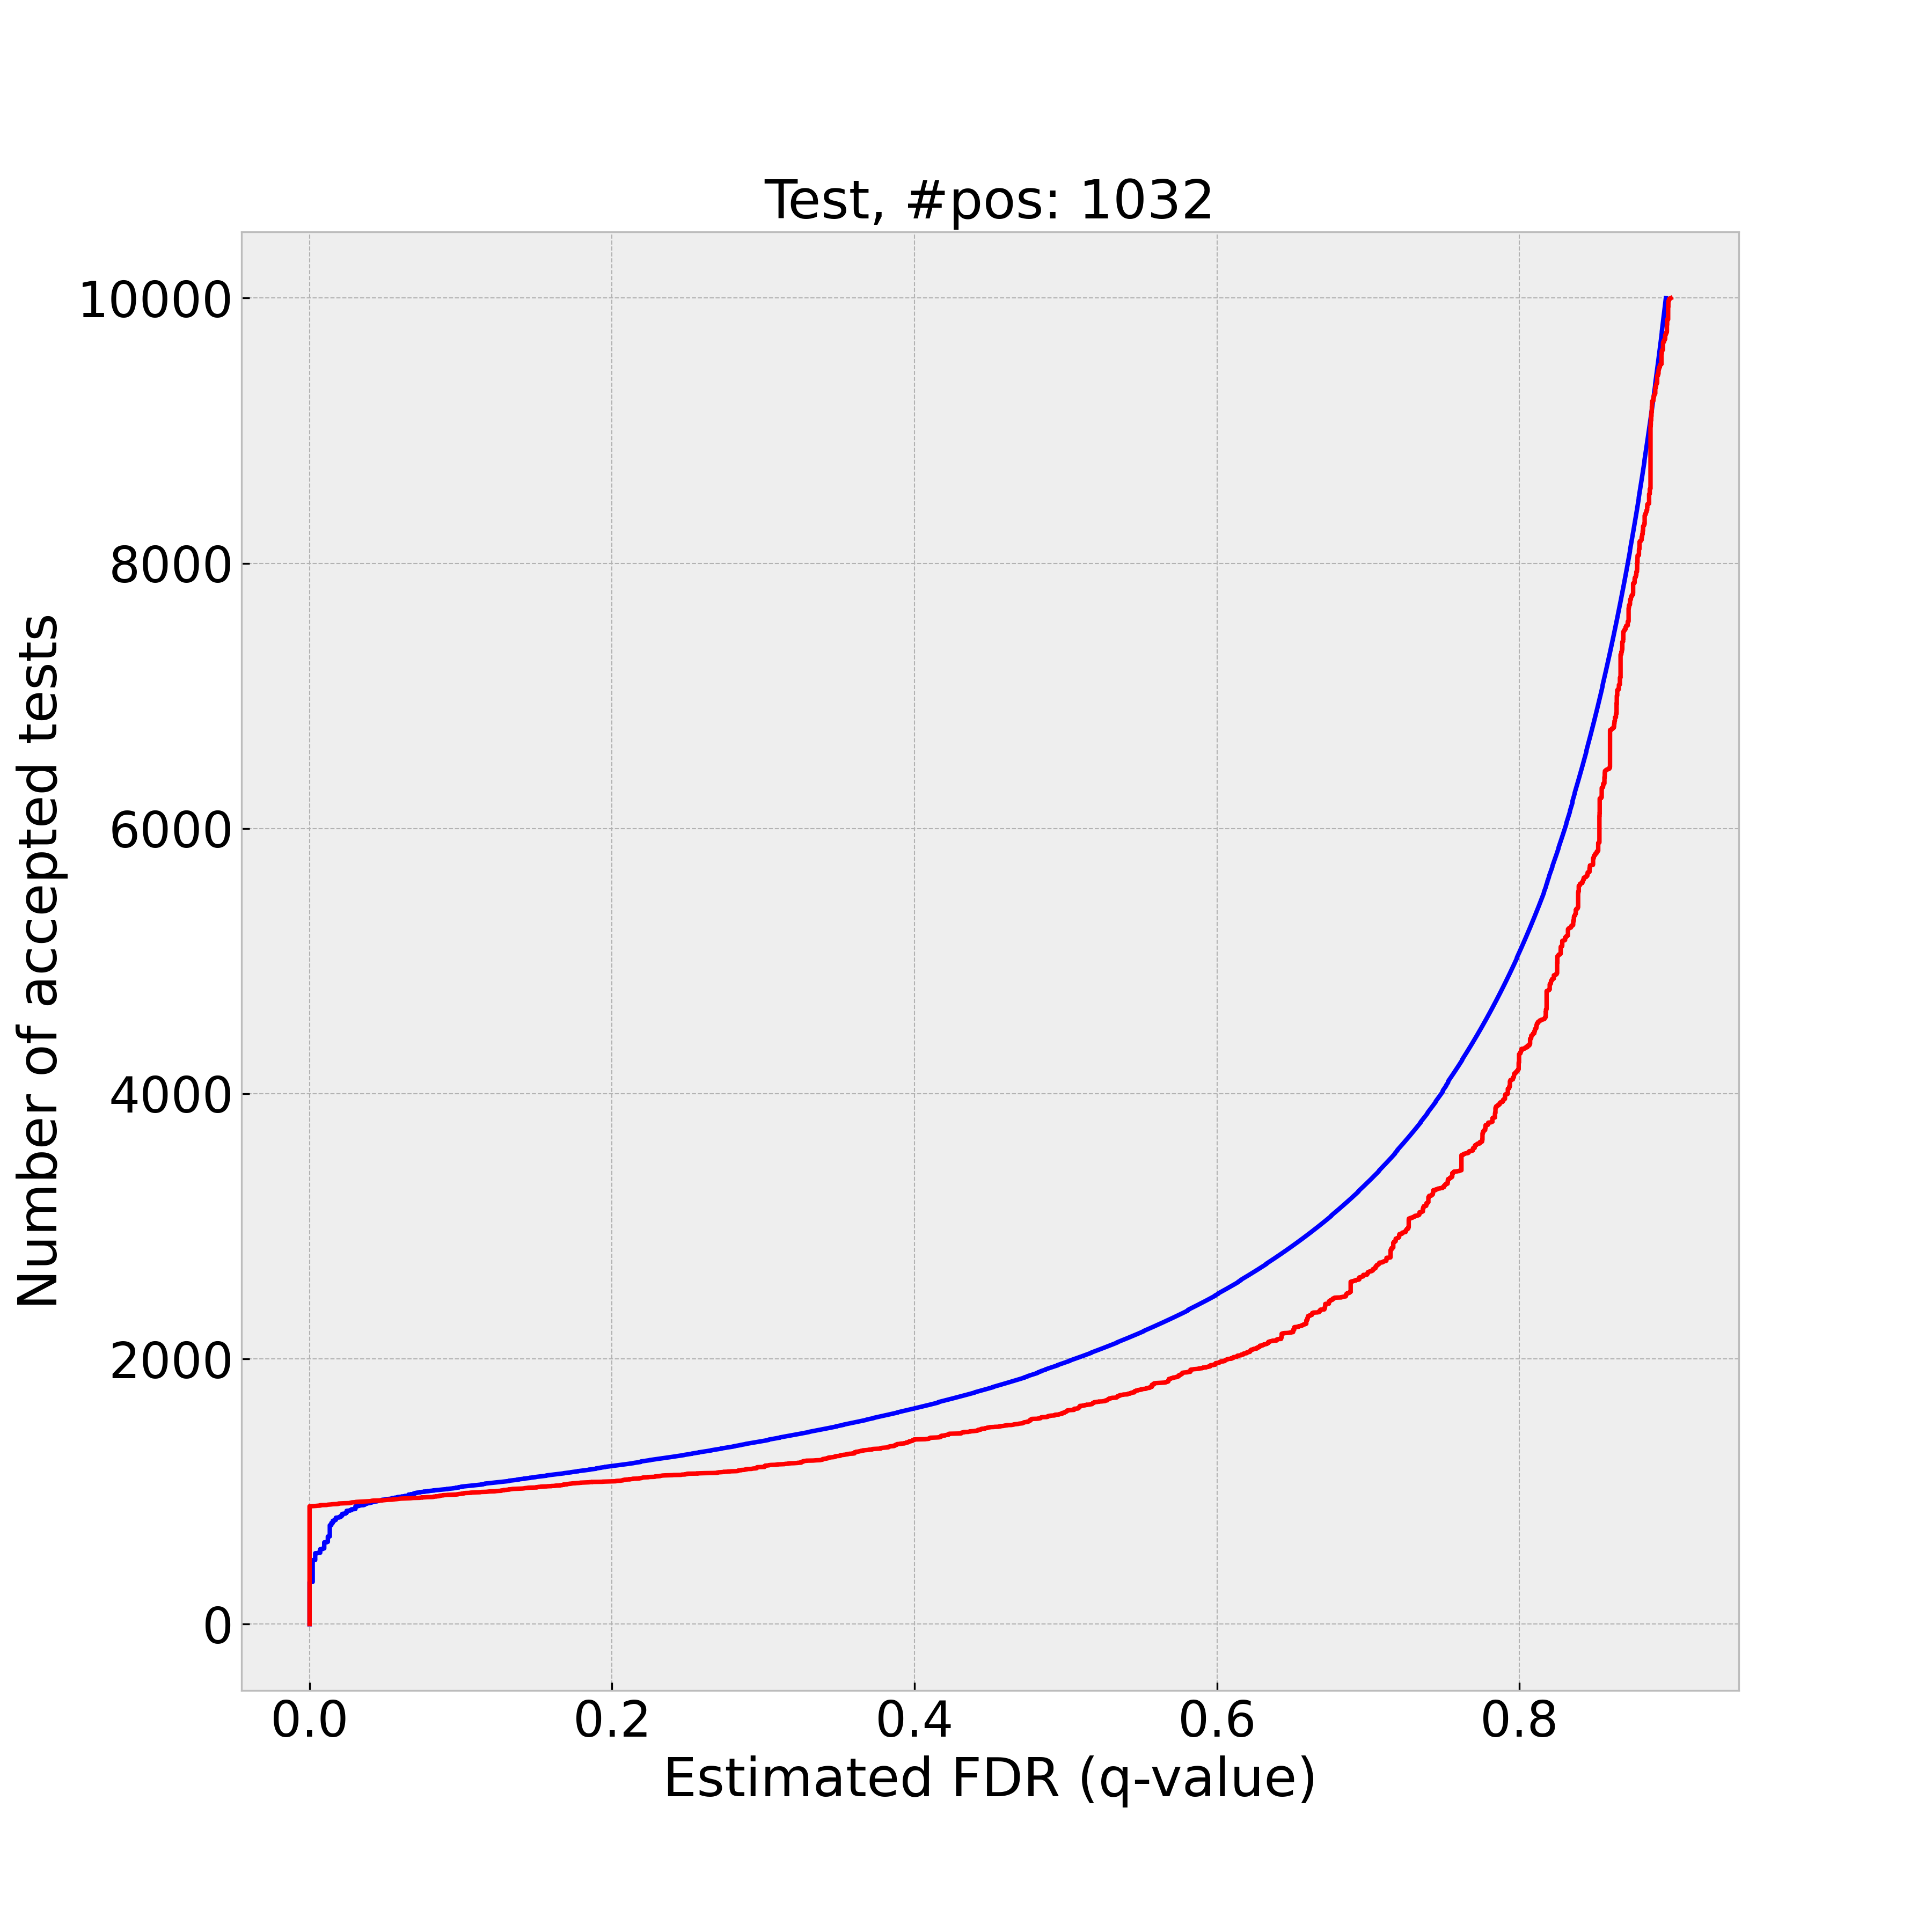 Test, #pos: 1032
10000
8000
6000
4000
2000
0
Number of accepted tests
0.0 0.2 0.4 0.6 0.8
Estimated FDR (q-value)